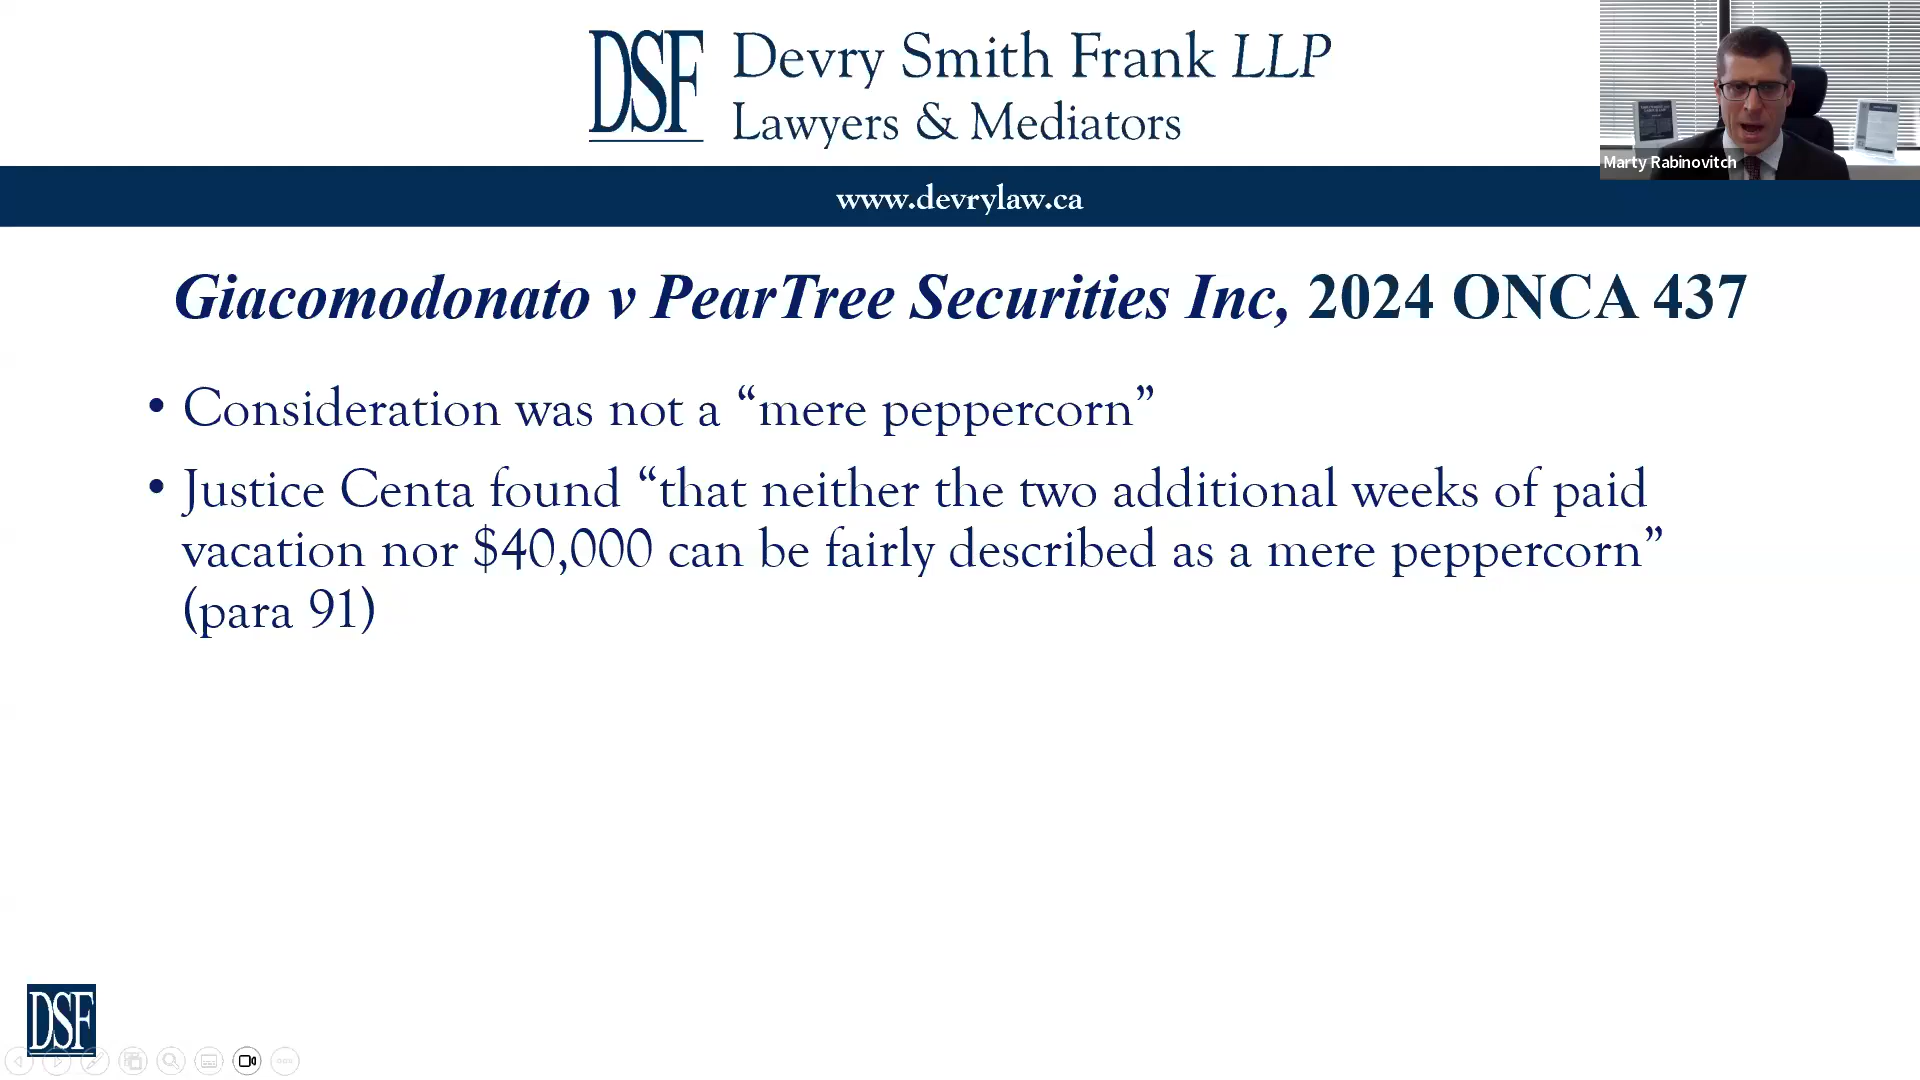 DSF
Devry Smith Frank LLP
Lawyers & Mediators
Marty Rabinovitch
www.devrylaw.ca
Giacomodonato v PearTree Securities Inc, 2024 ONCA 437
• Consideration was not a “mere peppercorn”
• Justice Centa found “that neither the two additional weeks of paid
vacation nor $40,000 can be fairly described as a mere peppercorn”
(para 91)
DSF